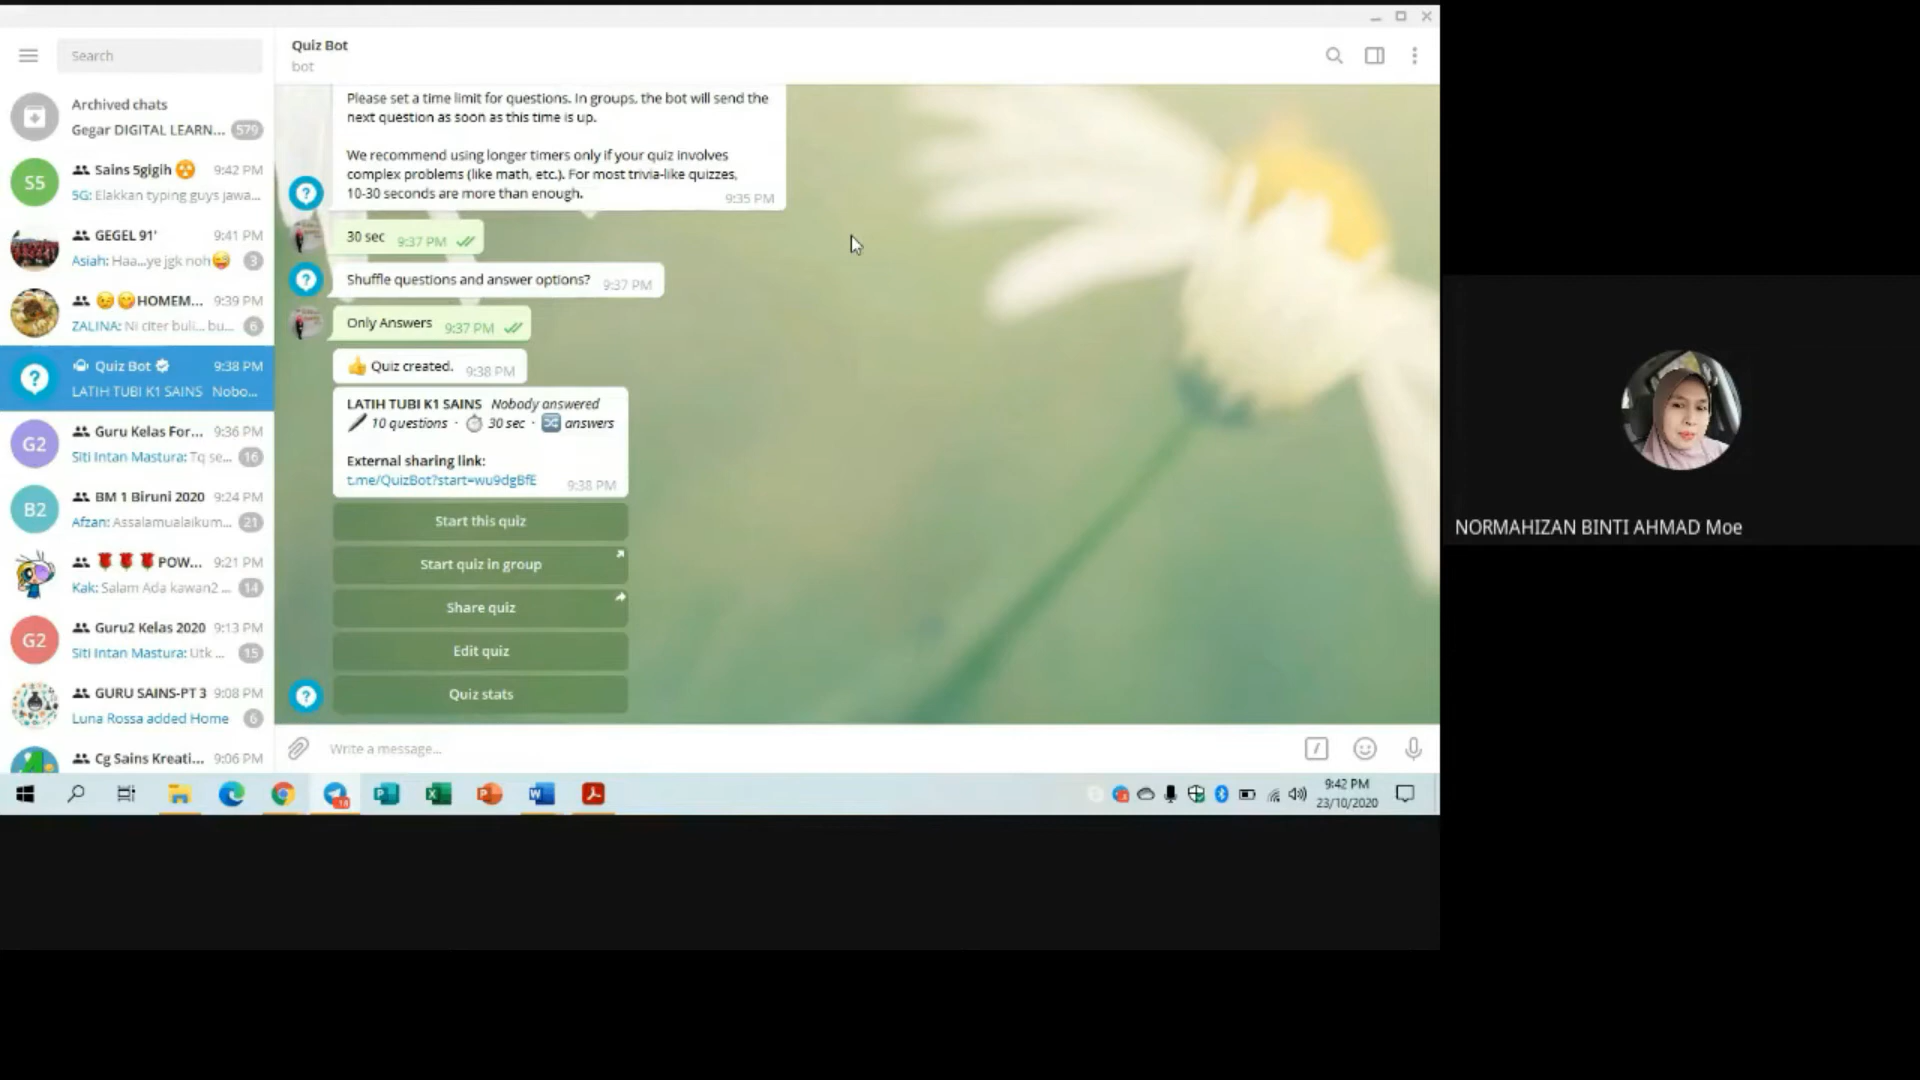 Search
Quiz Bot
bot
Archived chats
Gegar DIGITAL LEARN... 579
S5
Sains 5gigih 9:42 PM
5G: Elakkan typing guys jawa...
GEGEL 91' 9:41 PM
Asiah: Haa...ye jgk noh 3
HOMEM... 9:39 PM
ZALINA: Ni citer buli... bu... 6
Quiz Bot 9:38 PM
LATIH TUBI K1 SAINS Nobo...
G2
Guru Kelas For... 9:36 PM
Siti Intan Mastura: Tq se... 16
B2
BM 1 Biruni 2020 9:24 PM
Afzan: Assalamualaikum... 21
POW... 9:21 PM
Kak: Salam Ada kawan2 ... 14
G2
Guru2 Kelas 2020 9:13 PM
Siti Intan Mastura: Utk ... 15
GURU SAINS-PT 3 9:08 PM
Luna Rossa added Home 6
Cg Sains Kreati... 9:06 PM
Please set a time limit for questions. In groups, the bot will send the
next question as soon as this time is up.
We recommend using longer timers only if your quiz involves
complex problems (like math, etc.). For most trivia-like quizzes,
10-30 seconds are more than enough. 9:35 PM
30 sec 9:37 PM
Shuffle questions and answer options? 9:37 PM
Only Answers 9:37 PM
Quiz created. 9:38 PM
LATIH TUBI K1 SAINS Nobody answered
10 questions · 30 sec · answers
External sharing link:
t.me/QuizBot?start=wu9dgBfE 9:38 PM
Start this quiz
Start quiz in group
Share quiz
Edit quiz
Quiz stats
Write a message...
9:42 PM
23/10/2020
NORMAHIZAN BINTI AHMAD Moe